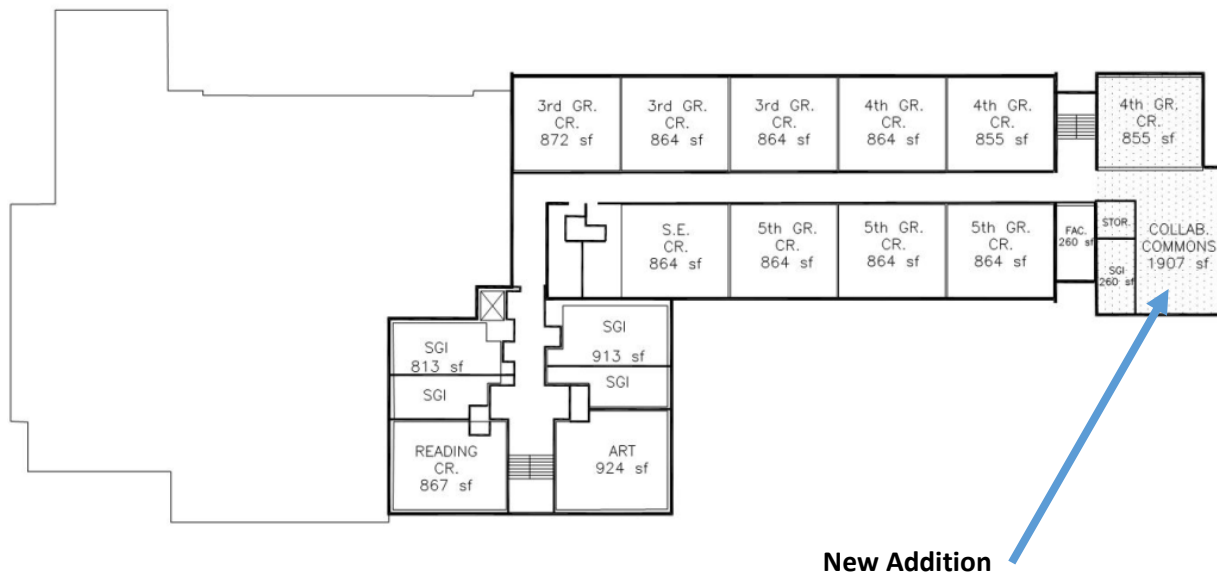 3rd GR.
CR.
872 sf
3rd GR.
CR.
864 sf
3rd GR.
CR.
864 sf
4th GR.
CR.
864 sf
4th GR.
CR.
855 sf
4th GR.
CR.
855 sf
S.E.
CR.
864 sf
5th GR.
CR.
864 sf
5th GR.
CR.
864 sf
5th GR.
CR.
864 sf
FAC.
260 sf
STOR.
SGI
260 sf
COLLAB.
COMMONS
1907 sf
SGI
813 sf
SGI
913 sf
SGI
SGI
READING
CR.
867 sf
ART
924 sf
New Addition